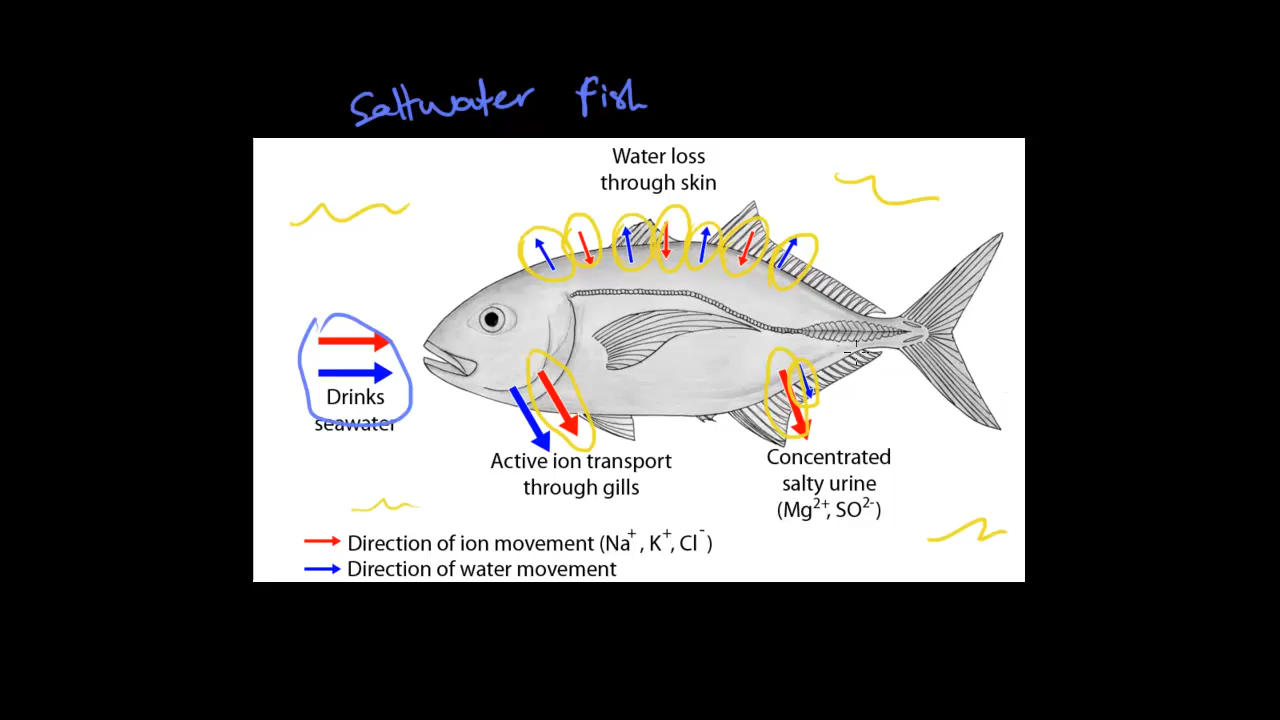 Saltwater fish
Water loss
through skin
Drinks
seawater
Active ion transport
through gills
Concentrated
salty urine
(Mg2+, SO2-)
Direction of ion movement (Na+, K+, Cl-)
Direction of water movement